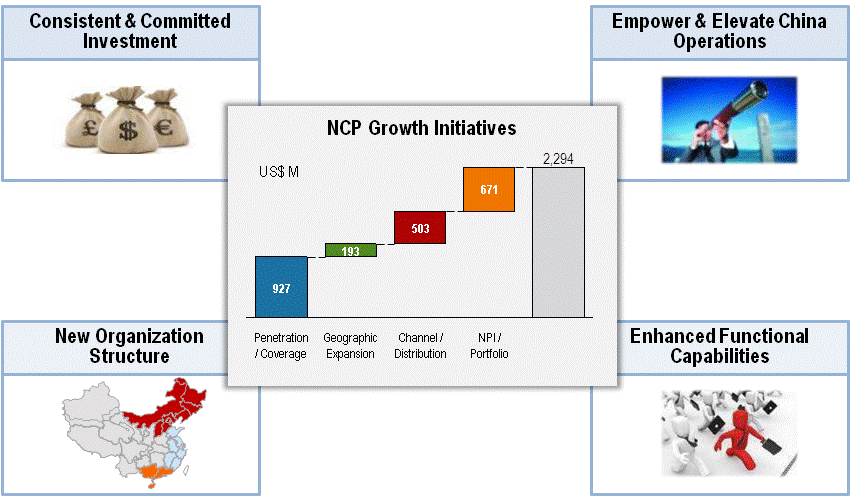 Consistent & Committed
Investment
Empower & Elevate China
Operations
£
$
€
NCP Growth Initiatives
US$ M
2,294
671
503
193
927
Penetration
/ Coverage
Geographic
Expansion
Channel /
Distribution
NPI /
Portfolio
New Organization
Structure
Enhanced Functional
Capabilities